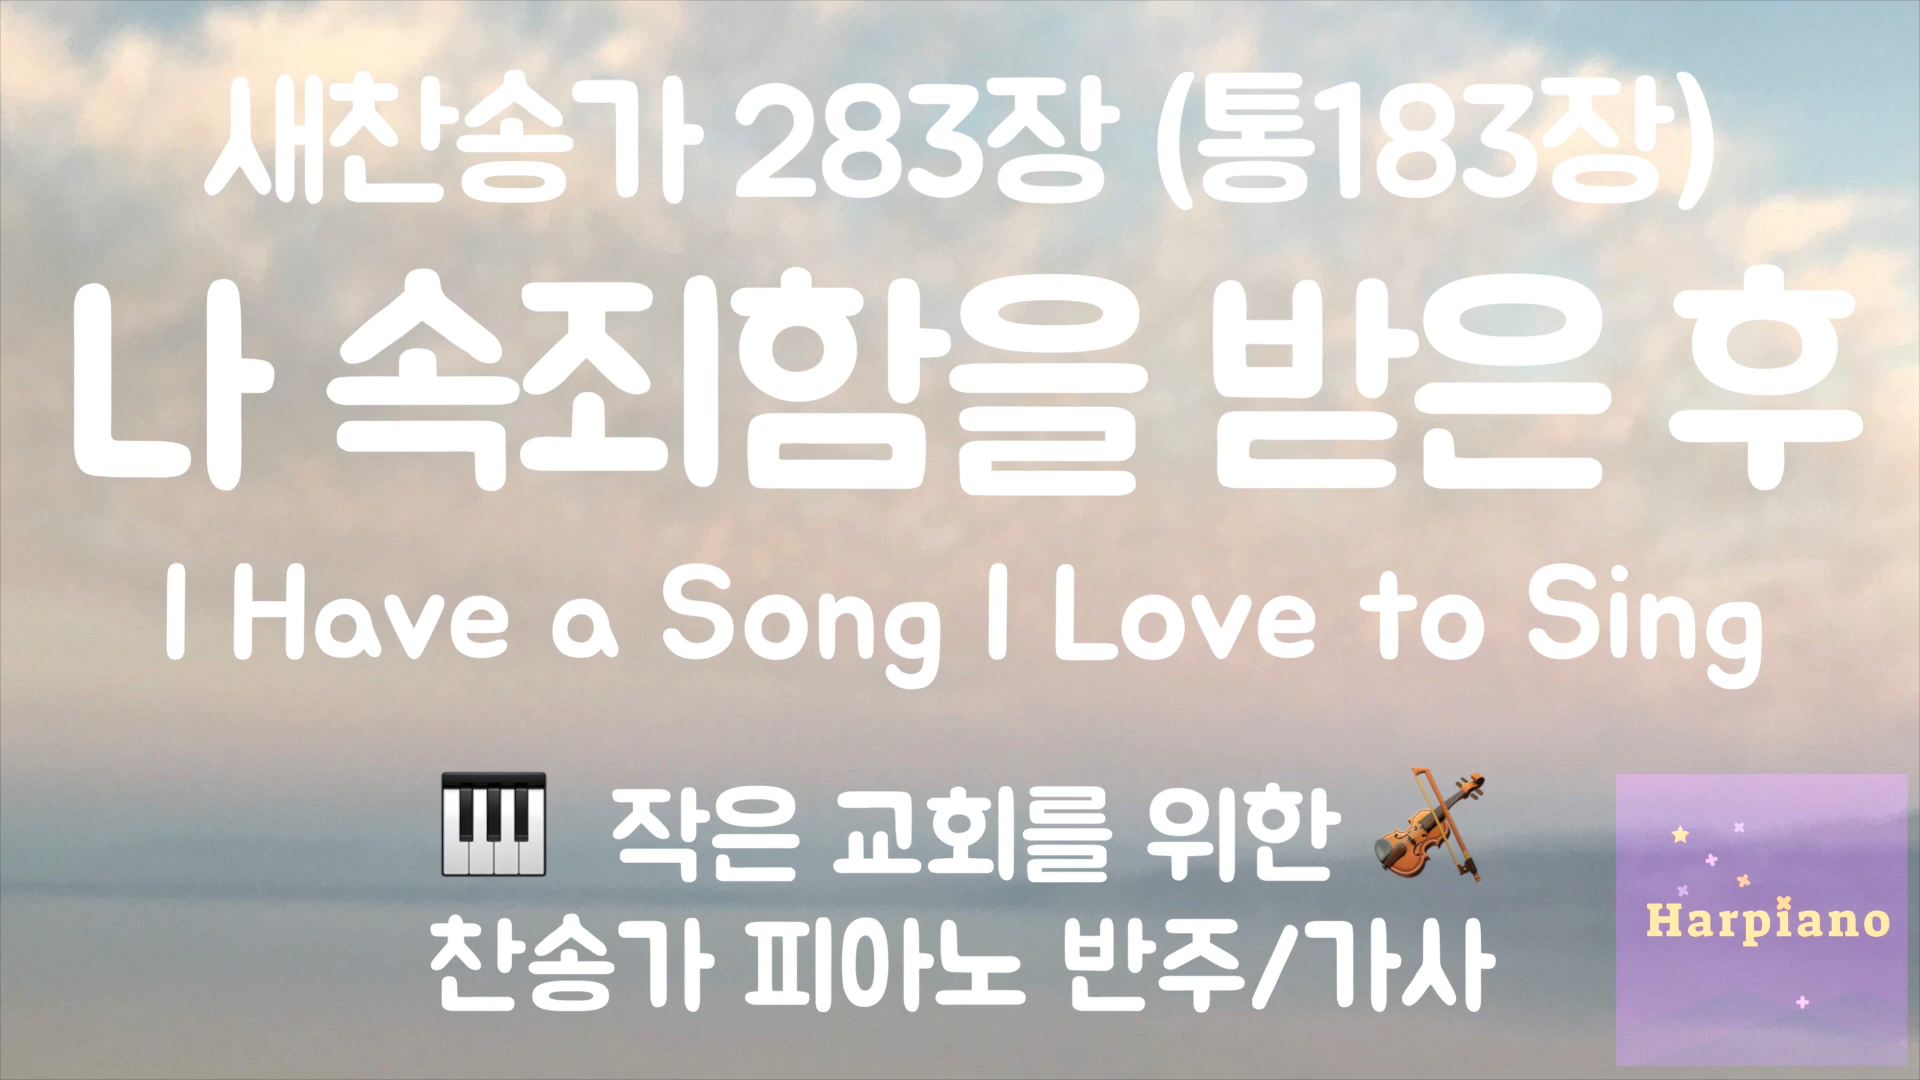 새찬송가 283장 (통183장)
나 속죄함을 받은 후
I Have a Song I Love to Sing
작은 교회를 위한
찬송가 피아노 반주/가사
Harpiano